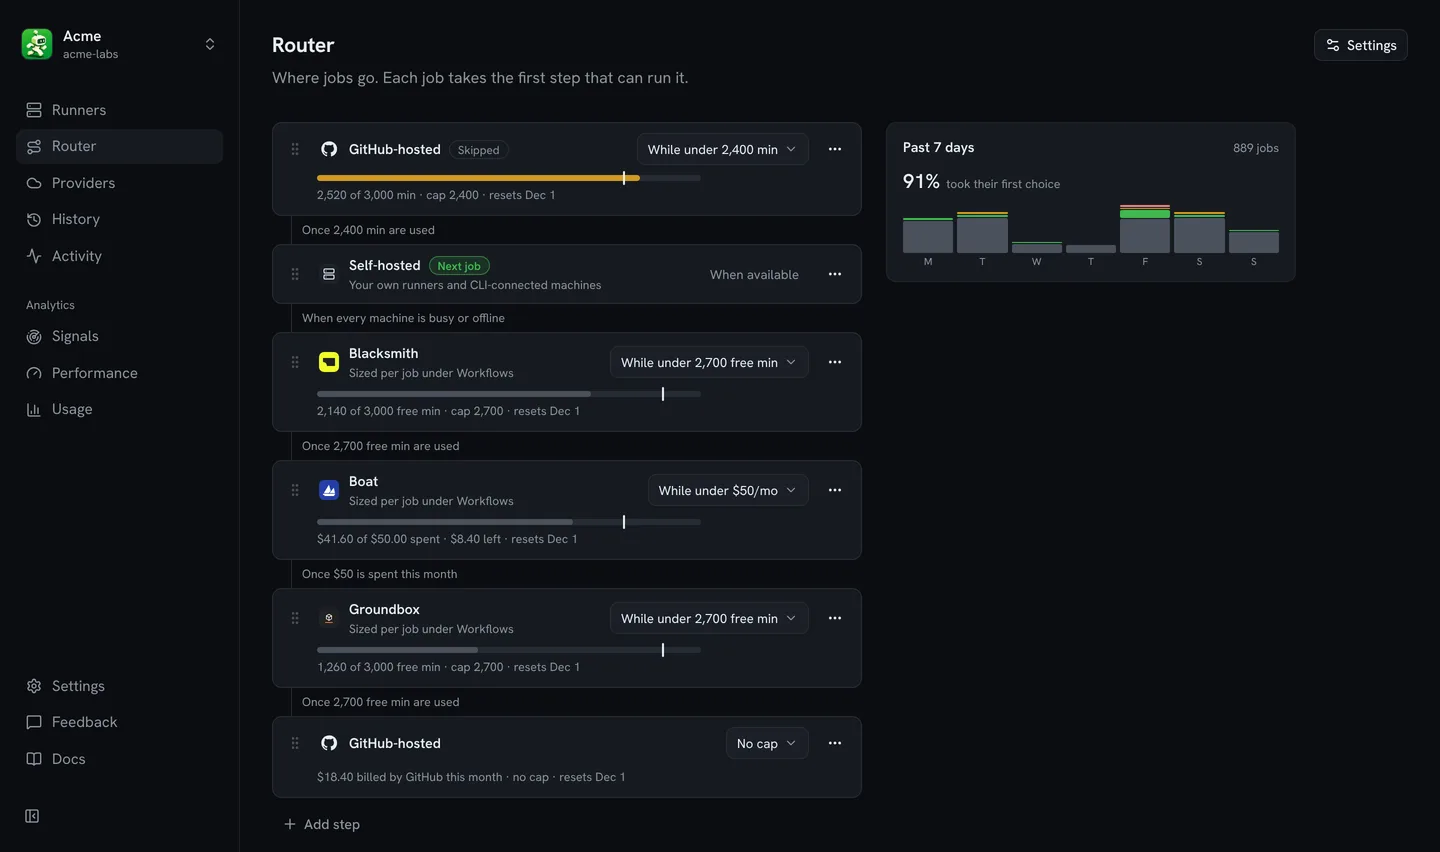 Acme
acme-labs
Runners
Router
Providers
History
Activity
Analytics
Signals
Performance
Usage
Settings
Feedback
Docs
Router
Where jobs go. Each job takes the first step that can run it.
Settings
GitHub-hosted Skipped While under 2,400 min
2,520 of 3,000 min · cap 2,400 · resets Dec 1
Once 2,400 min are used
Self-hosted Next job
Your own runners and CLI-connected machines
When available
When every machine is busy or offline
Blacksmith
Sized per job under Workflows
While under 2,700 free min
2,140 of 3,000 free min · cap 2,700 · resets Dec 1
Once 2,700 free min are used
Boat
Sized per job under Workflows
While under $50/mo
$41.60 of $50.00 spent · $8.40 left · resets Dec 1
Once $50 is spent this month
Groundbox
Sized per job under Workflows
While under 2,700 free min
1,260 of 3,000 free min · cap 2,700 · resets Dec 1
Once 2,700 free min are used
GitHub-hosted No cap
$18.40 billed by GitHub this month · no cap · resets Dec 1
Add step
Past 7 days 889 jobs
91% took their first choice
M T W T F S S